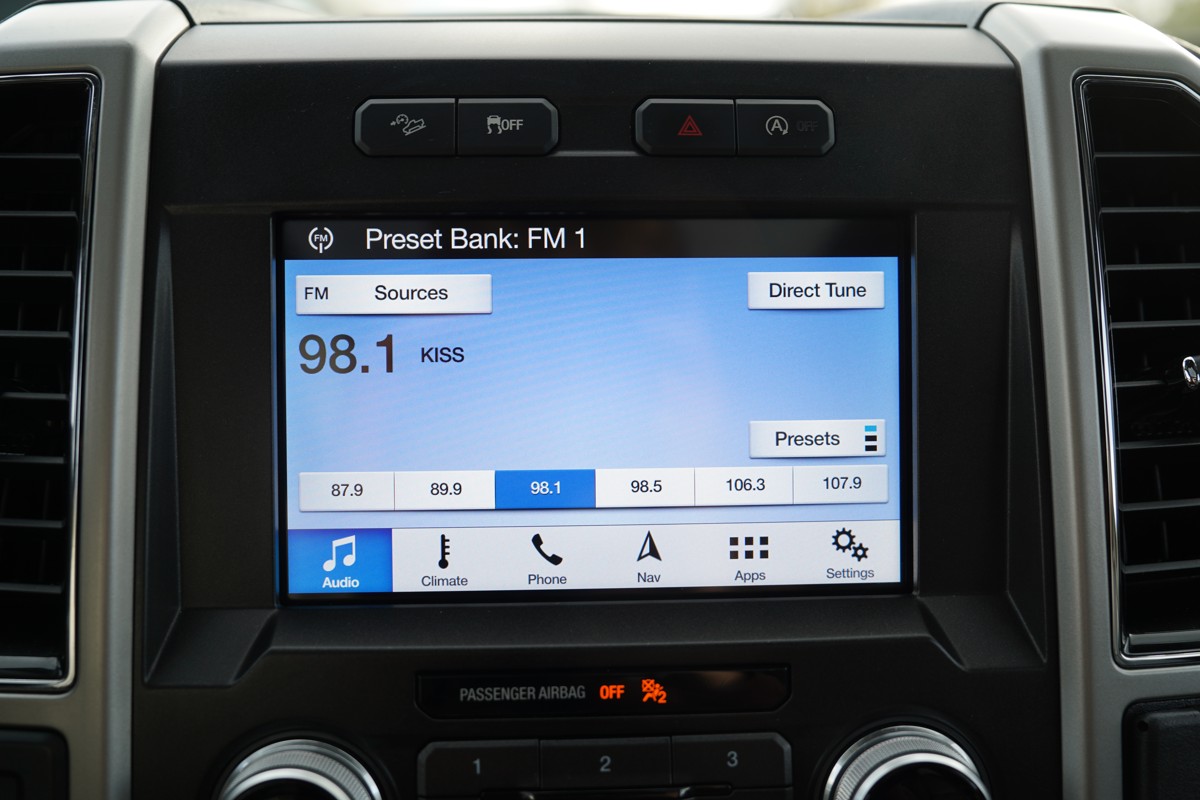 OFF
A OFF
FM Preset Bank: FM 1
FM Sources
Direct Tune
98.1 KISS
Presets
87.9 89.9 98.1 98.5 106.3 107.9
Audio Climate Phone Nav Apps Settings
PASSENGER AIRBAG OFF 2
1 2 3